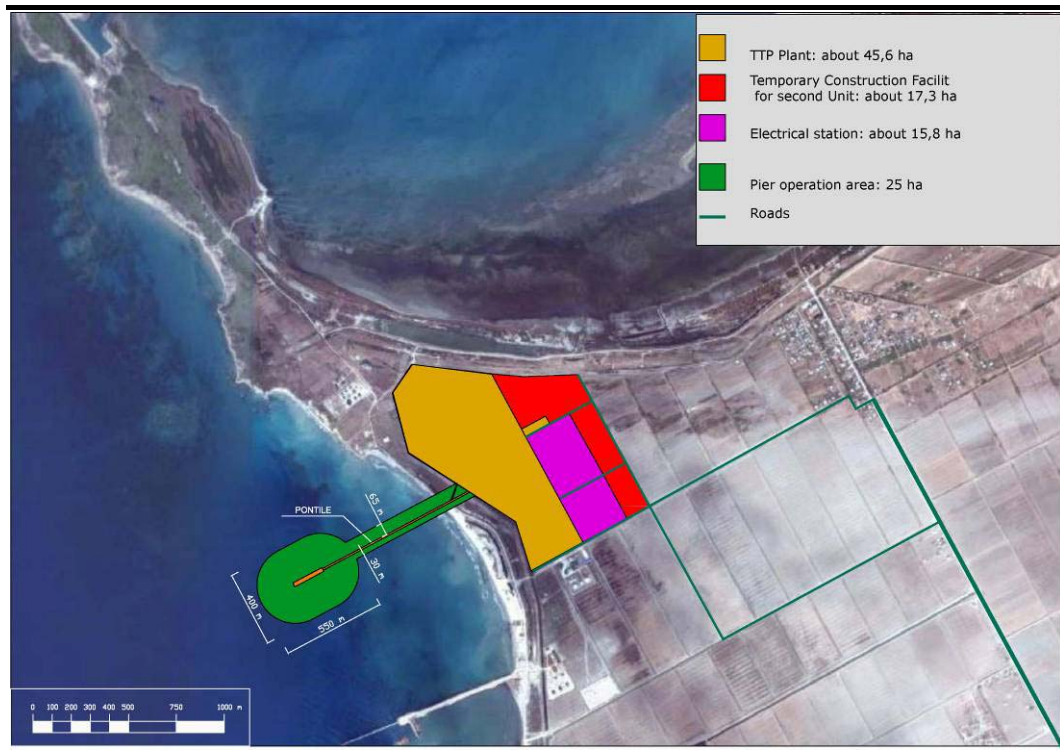 TTP Plant: about 45,6 ha
Temporary Construction Facilit
for second Unit: about 17,3 ha
Electrical station: about 15,8 ha
Pier operation area: 25 ha
Roads
65 m
PONTILE
30 m
400 m
550 m
0 100 200 300 400 500 750 1000 m